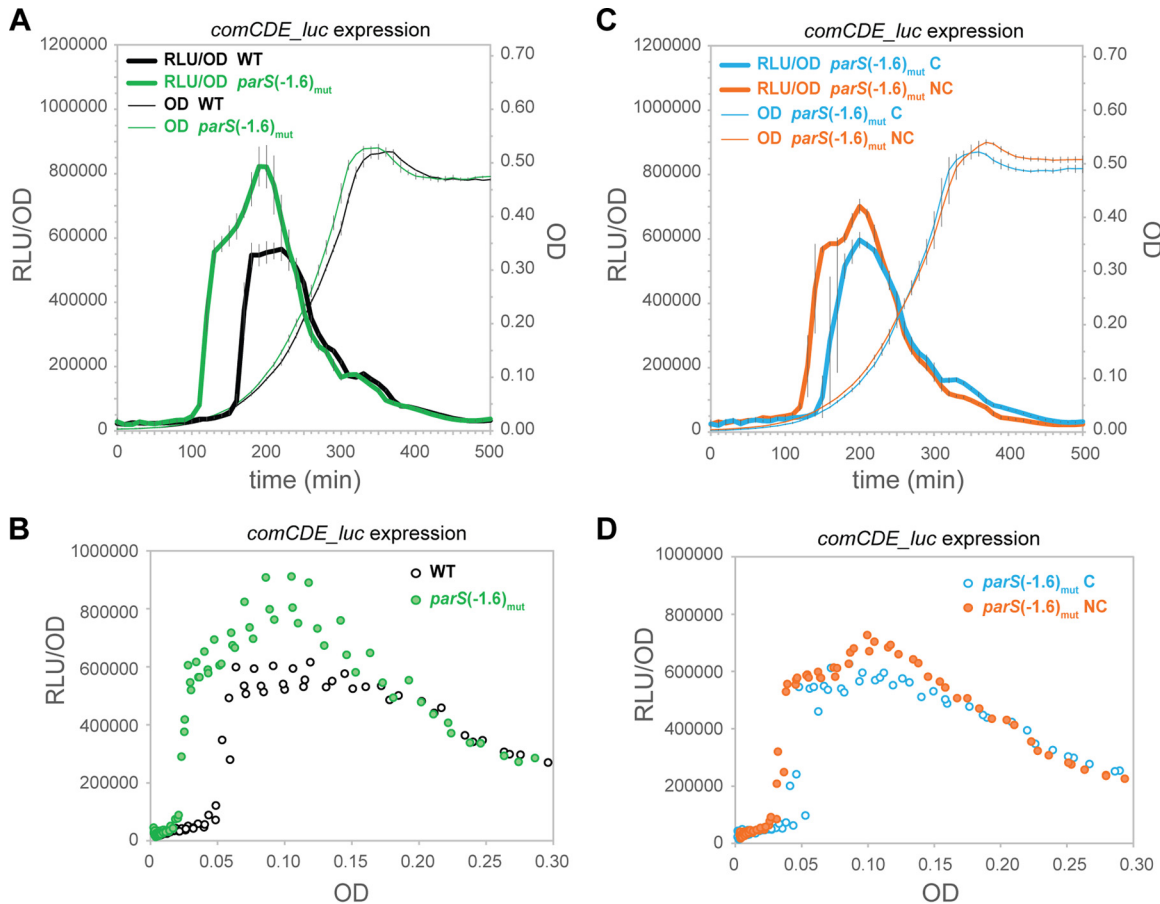 A
comCDE_luc expression
1200000
1000000
800000
600000
400000
200000
0
RLU/OD
RLU/OD WT
RLU/OD parS(-1.6)mut
OD WT
OD parS(-1.6)mut
0.70
0.60
0.50
0.40
0.30
0.20
0.10
0.00
OD
0 100 200 300 400 500
time (min)
C
comCDE_luc expression
1200000
1000000
800000
600000
400000
200000
0
RLU/OD
RLU/OD parS(-1.6)mut C
RLU/OD parS(-1.6)mut NC
OD parS(-1.6)mut C
OD parS(-1.6)mut NC
0.70
0.60
0.50
0.40
0.30
0.20
0.10
0.00
OD
0 100 200 300 400 500
time (min)
B
comCDE_luc expression
1000000
800000
600000
400000
200000
0
RLU/OD
WT
parS(-1.6)mut
0 0.05 0.10 0.15 0.20 0.25 0.30
OD
D
comCDE_luc expression
1000000
800000
600000
400000
200000
0
RLU/OD
parS(-1.6)mut C
parS(-1.6)mut NC
0 0.05 0.10 0.15 0.20 0.25 0.30
OD